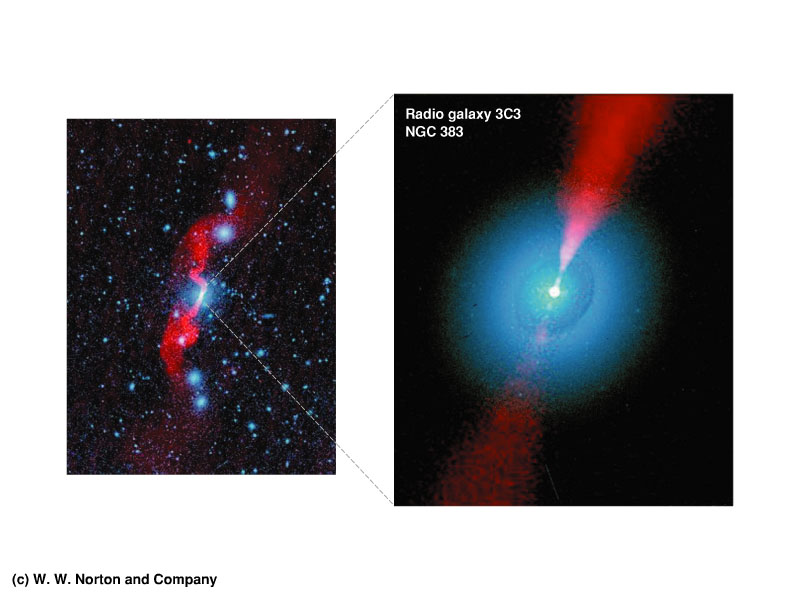 Radio galaxy 3C3
NGC 383
(c) W. W. Norton and Company